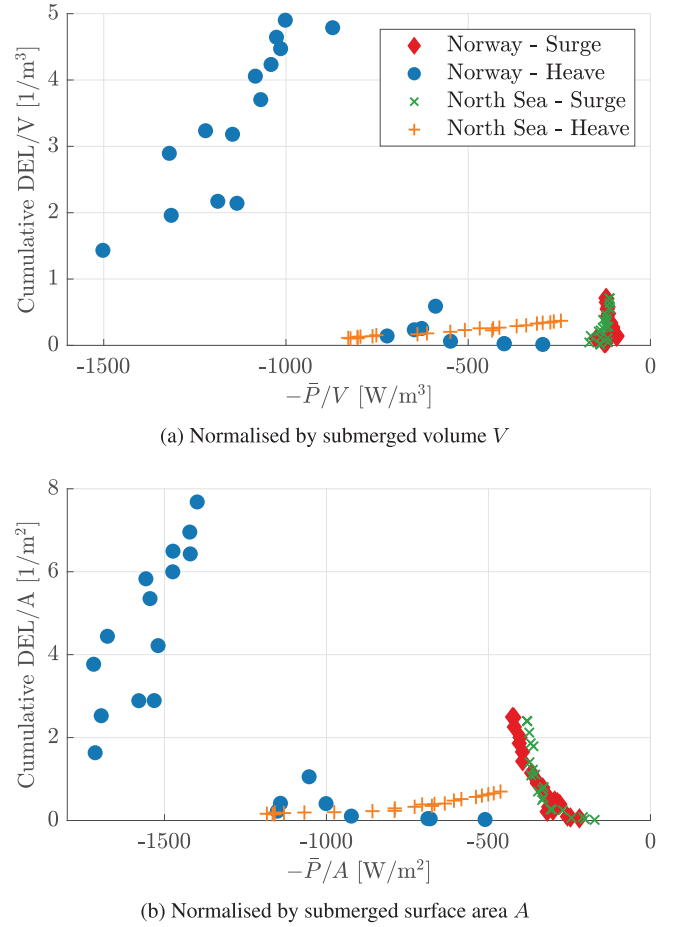 5
4
3
2
1
0
Cumulative DEL/V [1/m³]
Norway - Surge
Norway - Heave
North Sea - Surge
North Sea - Heave
-1500 -1000 -500 0
−P̄/V [W/m³]
(a) Normalised by submerged volume V
8
6
4
2
0
Cumulative DEL/A [1/m²]
-1500 -1000 -500 0
−P̄/A [W/m²]
(b) Normalised by submerged surface area A